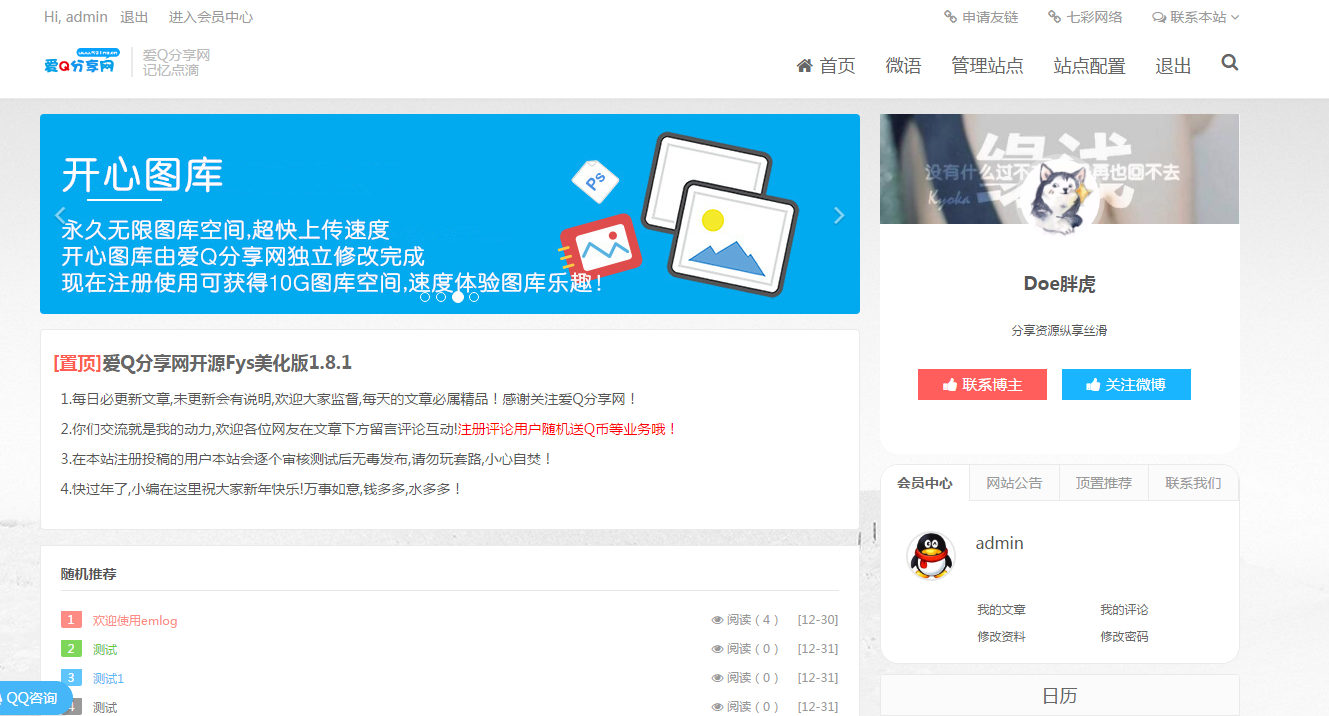 Hi, admin 退出 进入会员中心
申请友链 七彩网络 联系本站
爱Q分享网
爱Q分享网
记忆点滴
首页 微语 管理站点 站点配置 退出
开心图库
永久无限图库空间,超快上传速度
开心图库由爱Q分享网独立修改完成
现在注册使用可获得10G图库空间,速度体验图库乐趣!
Ps
缘浅
没有什么过不 再也回不去
Kyoka
Doe胖虎
分享资源纵享丝滑
联系博主 关注微博
[置顶]爱Q分享网开源Fys美化版1.8.1
1.每日必更新文章,未更新会有说明,欢迎大家监督,每天的文章必属精品！感谢关注爱Q分享网！
2.你们交流就是我的动力,欢迎各位网友在文章下方留言评论互动!注册评论用户随机送Q币等业务哦！
3.在本站注册投稿的用户本站会逐个审核测试后无毒发布,请勿玩套路,小心自焚！
4.快过年了,小编在这里祝大家新年快乐!万事如意,钱多多,水多多！
会员中心 网站公告 顶置推荐 联系我们
admin
我的文章 我的评论
修改资料 修改密码
日历
随机推荐
1 欢迎使用emlog 阅读 ( 4 ) [12-30]
2 测试 阅读 ( 0 ) [12-31]
3 测试1 阅读 ( 0 ) [12-31]
4 测试 阅读 ( 0 ) [12-31]
QQ咨询